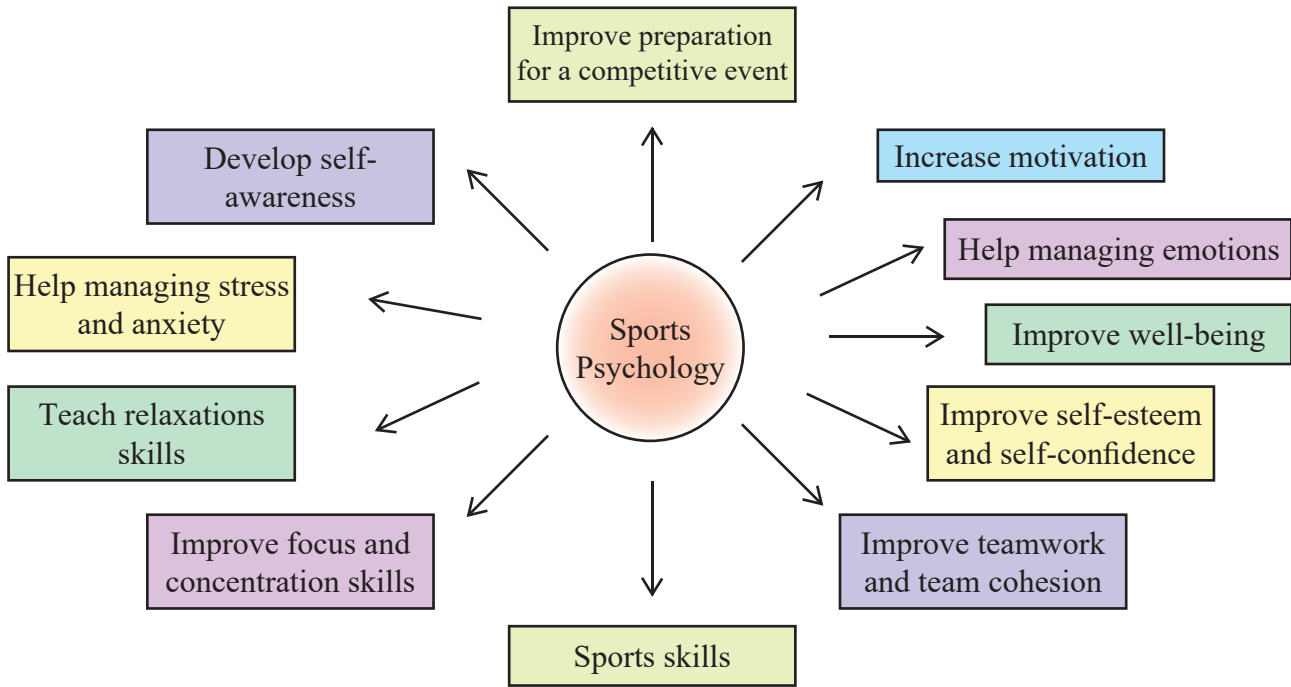 Improve preparation
for a competitive event
Develop self-
awareness
Increase motivation
Help managing emotions
Help managing stress
and anxiety
Improve well-being
Sports
Psychology
Teach relaxations
skills
Improve self-esteem
and self-confidence
Improve focus and
concentration skills
Improve teamwork
and team cohesion
Sports skills